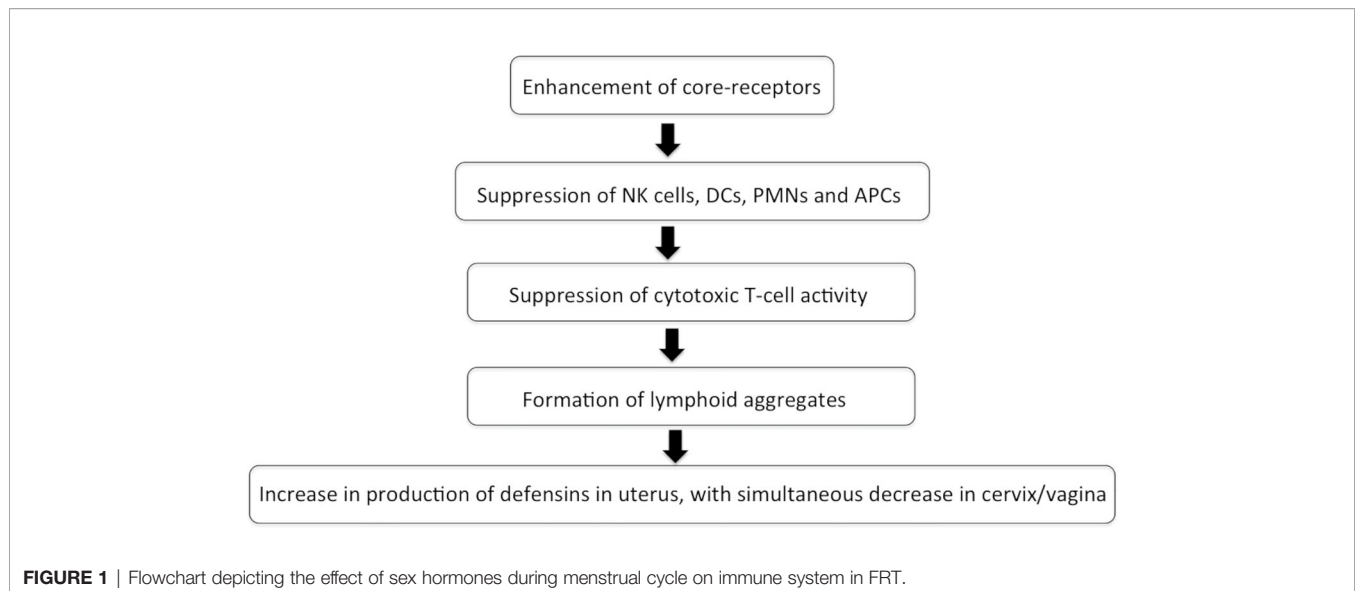 Enhancement of core-receptors
Suppression of NK cells, DCs, PMNs and APCs
Suppression of cytotoxic T-cell activity
Formation of lymphoid aggregates
Increase in production of defensins in uterus, with simultaneous decrease in cervix/vagina
FIGURE 1 | Flowchart depicting the effect of sex hormones during menstrual cycle on immune system in FRT.